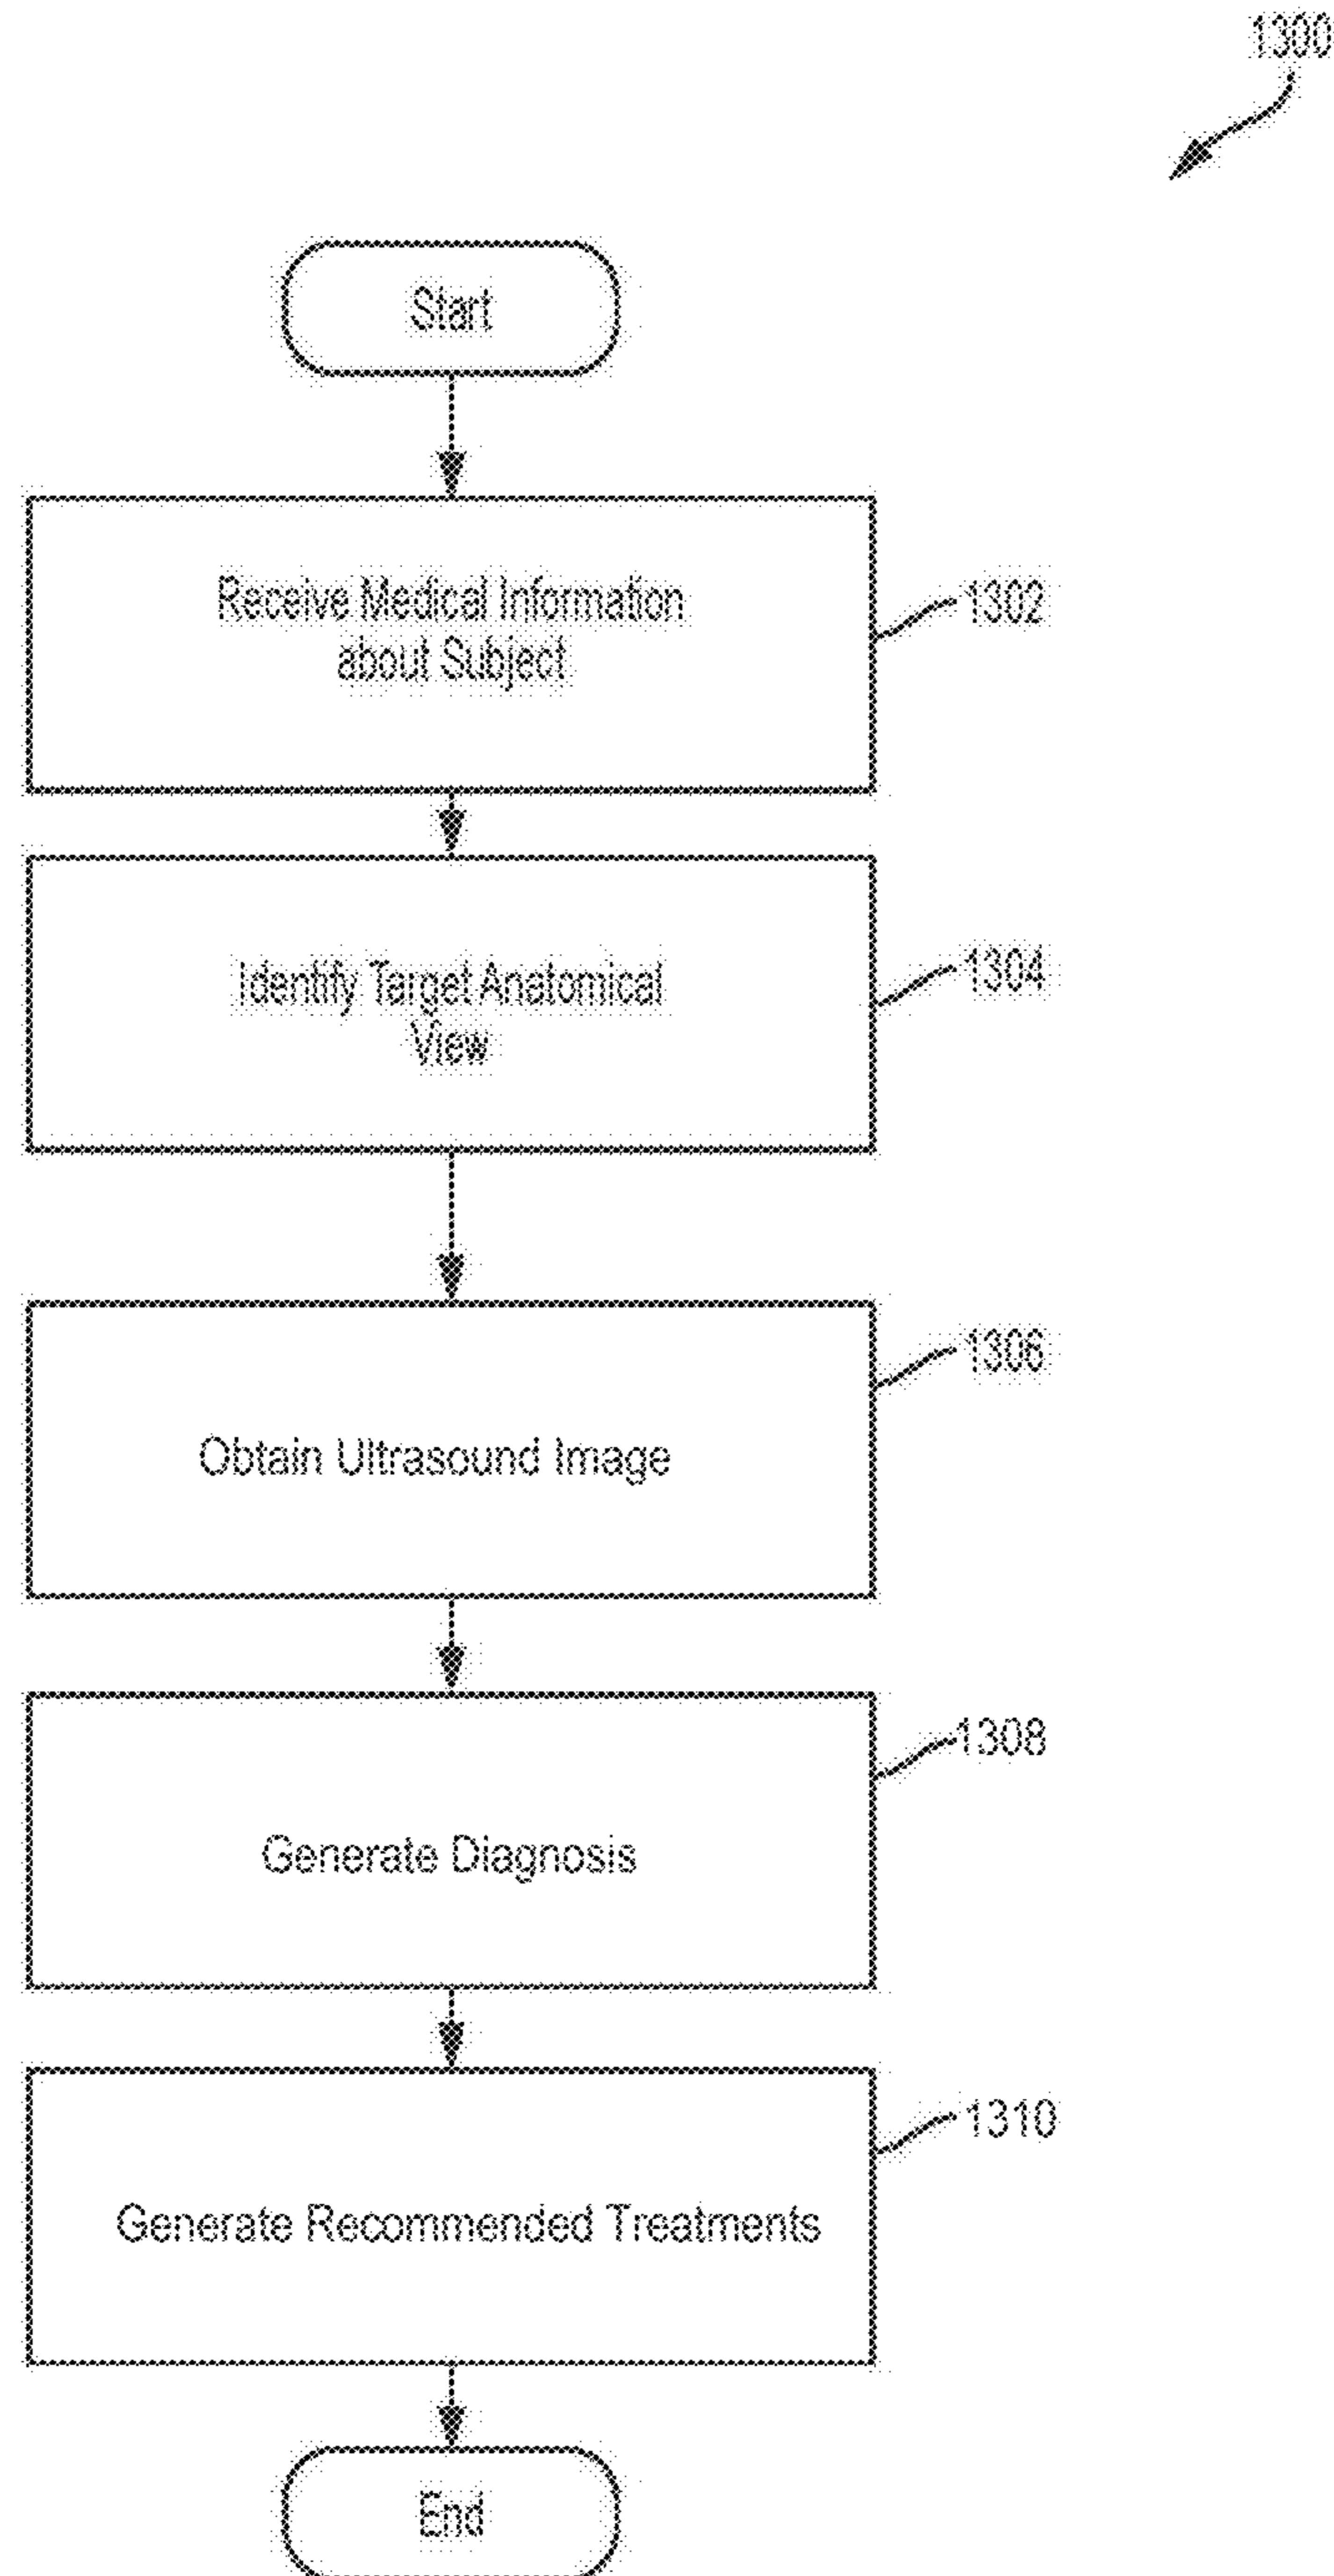 1300
Start
Receive Medical Information
about Subject
1302
Identify Target Anatomical
View
1304
1306
Obtain Ultrasound Image
1308
Generate Diagnosis
1310
Generate Recommended Treatments
End